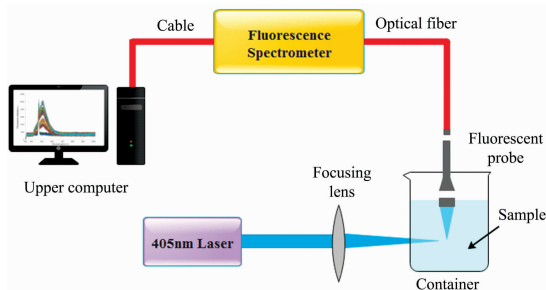 Cable
Fluorescence
Spectrometer
Optical fiber
Upper computer
Fluorescent
probe
Focusing
lens
405nm Laser
Sample
Container